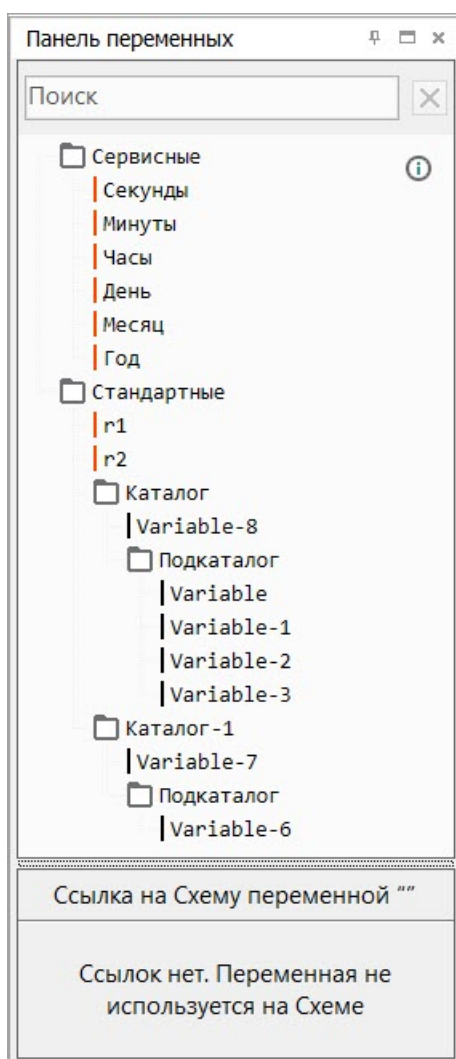 Панель переменных
Поиск
Сервисные
Секунды
Минуты
Часы
День
Месяц
Год
Стандартные
r1
r2
Каталог
Variable-8
Подкаталог
Variable
Variable-1
Variable-2
Variable-3
Каталог-1
Variable-7
Подкаталог
Variable-6
Ссылка на Схему переменной “”
Ссылок нет. Переменная не
используется на Схеме